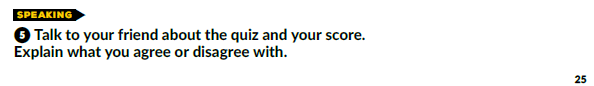 SPEAKING
5 Talk to your friend about the quiz and your score.
Explain what you agree or disagree with.
25